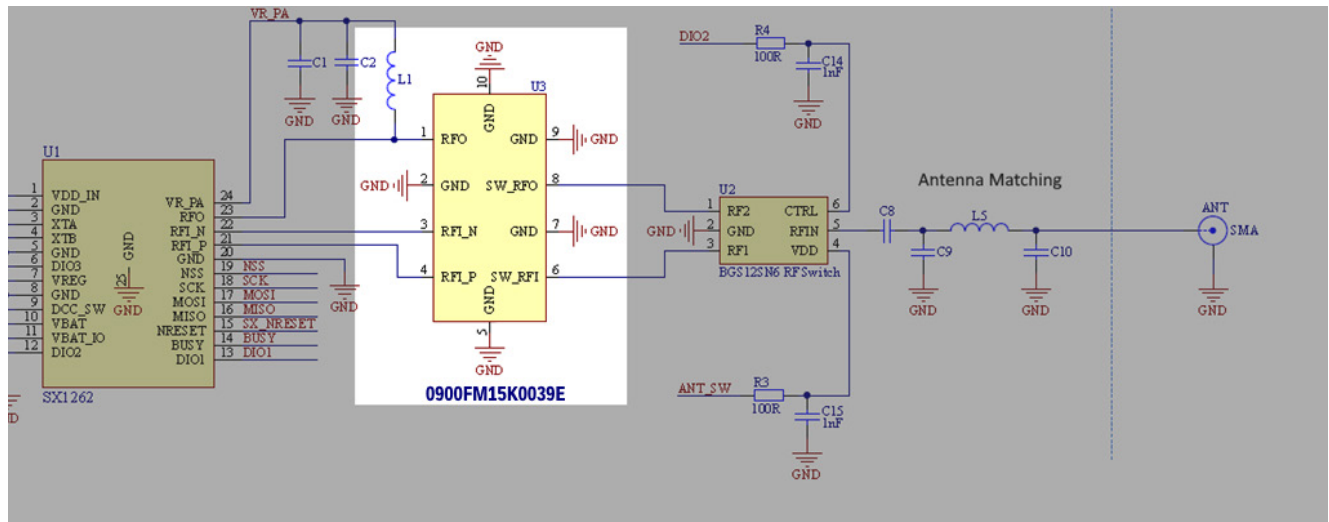 VR_PA
C1
C2
GND
GND
L1
GND
10
U3
GND
1
RFO
GND
9
GND
GND
2
GND
SW_RFO
8
3
RFI_N
GND
7
GND
4
RFI_P
SW_RFI
6
GND
5
GND
0900FM15K0039E
U1
1
VDD_IN
2
GND
3
XTA
4
XTB
5
GND
6
DIO3
7
VREG
8
GND
9
DCC_SW
10
VBAT
11
VBAT_IO
12
DIO2
GND
25
GND
VR_PA
24
RFO
23
RFI_N
22
RFI_P
21
GND
20
NSS
19
NSS
SCK
18
SCK
MOSI
17
MOSI
MISO
16
MISO
NRESET
15
SX_NRESET
BUSY
14
BUSY
DIO1
13
DIO1
GND
SX1262
DIO2
R4
100R
C14
1nF
GND
U2
1
RF2
CTRL
6
GND
2
GND
RFIN
5
3
RF1
VDD
4
BGS12SN6 RFSwitch
ANT_SW
R3
100R
C15
1nF
GND
Antenna Matching
C8
L5
C9
C10
GND
GND
ANT
SMA
GND